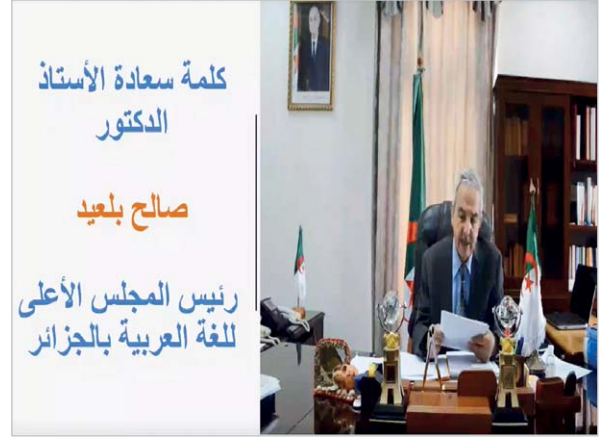 كلمة سعادة الأستاذ
الدكتور
صالح بلعيد
رئيس المجلس الأعلى
للغة العربية بالجزائر